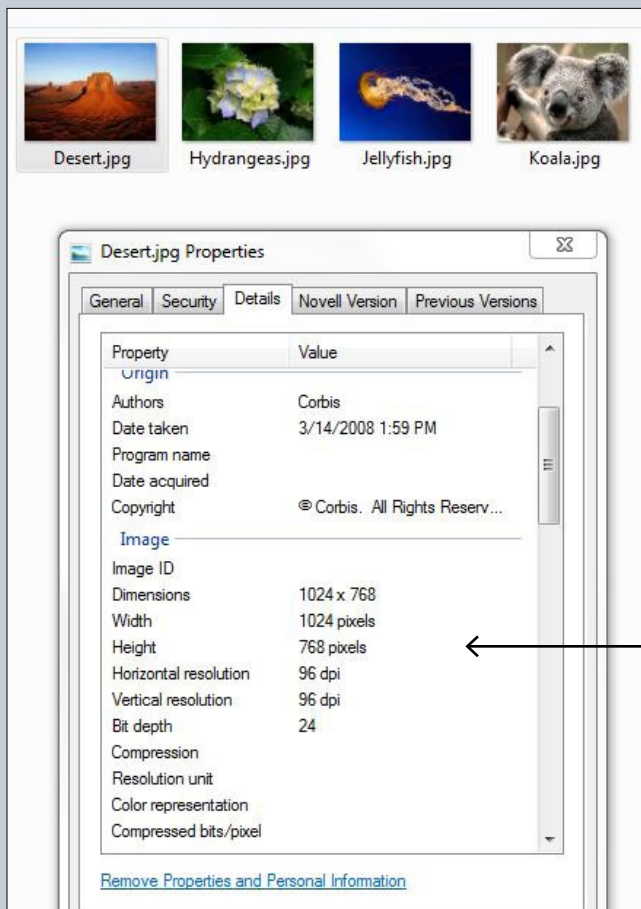 Desert.jpg Hydrangeas.jpg Jellyfish.jpg Koala.jpg
Desert.jpg Properties
General Security Details Novell Version Previous Versions
Property Value
Origin
Authors Corbis
Date taken 3/14/2008 1:59 PM
Program name
Date acquired
Copyright © Corbis. All Rights Reserv...
Image
Image ID
Dimensions 1024 x 768
Width 1024 pixels
Height 768 pixels
Horizontal resolution 96 dpi
Vertical resolution 96 dpi
Bit depth 24
Compression
Resolution unit
Color representation
Compressed bits/pixel
Remove Properties and Personal Information